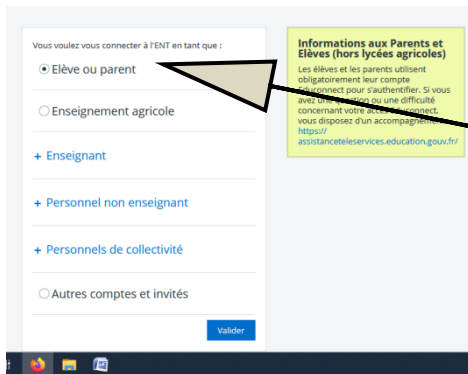 Vous voulez vous connecter à l'ENT en tant que :
Elève ou parent
Enseignement agricole
+ Enseignant
+ Personnel non enseignant
+ Personnels de collectivité
Autres comptes et invités
Valider
Informations aux Parents et
Elèves (hors lycées agricoles)
Les élèves et les parents utilisent
obligatoirement leur compte
Educonnect pour s'authentifier. Si vous
avez une question ou une difficulté
concernant votre accès Educonnect,
vous disposez d'un accompagnement
https://
assistanceteleservices.education.gouv.fr/